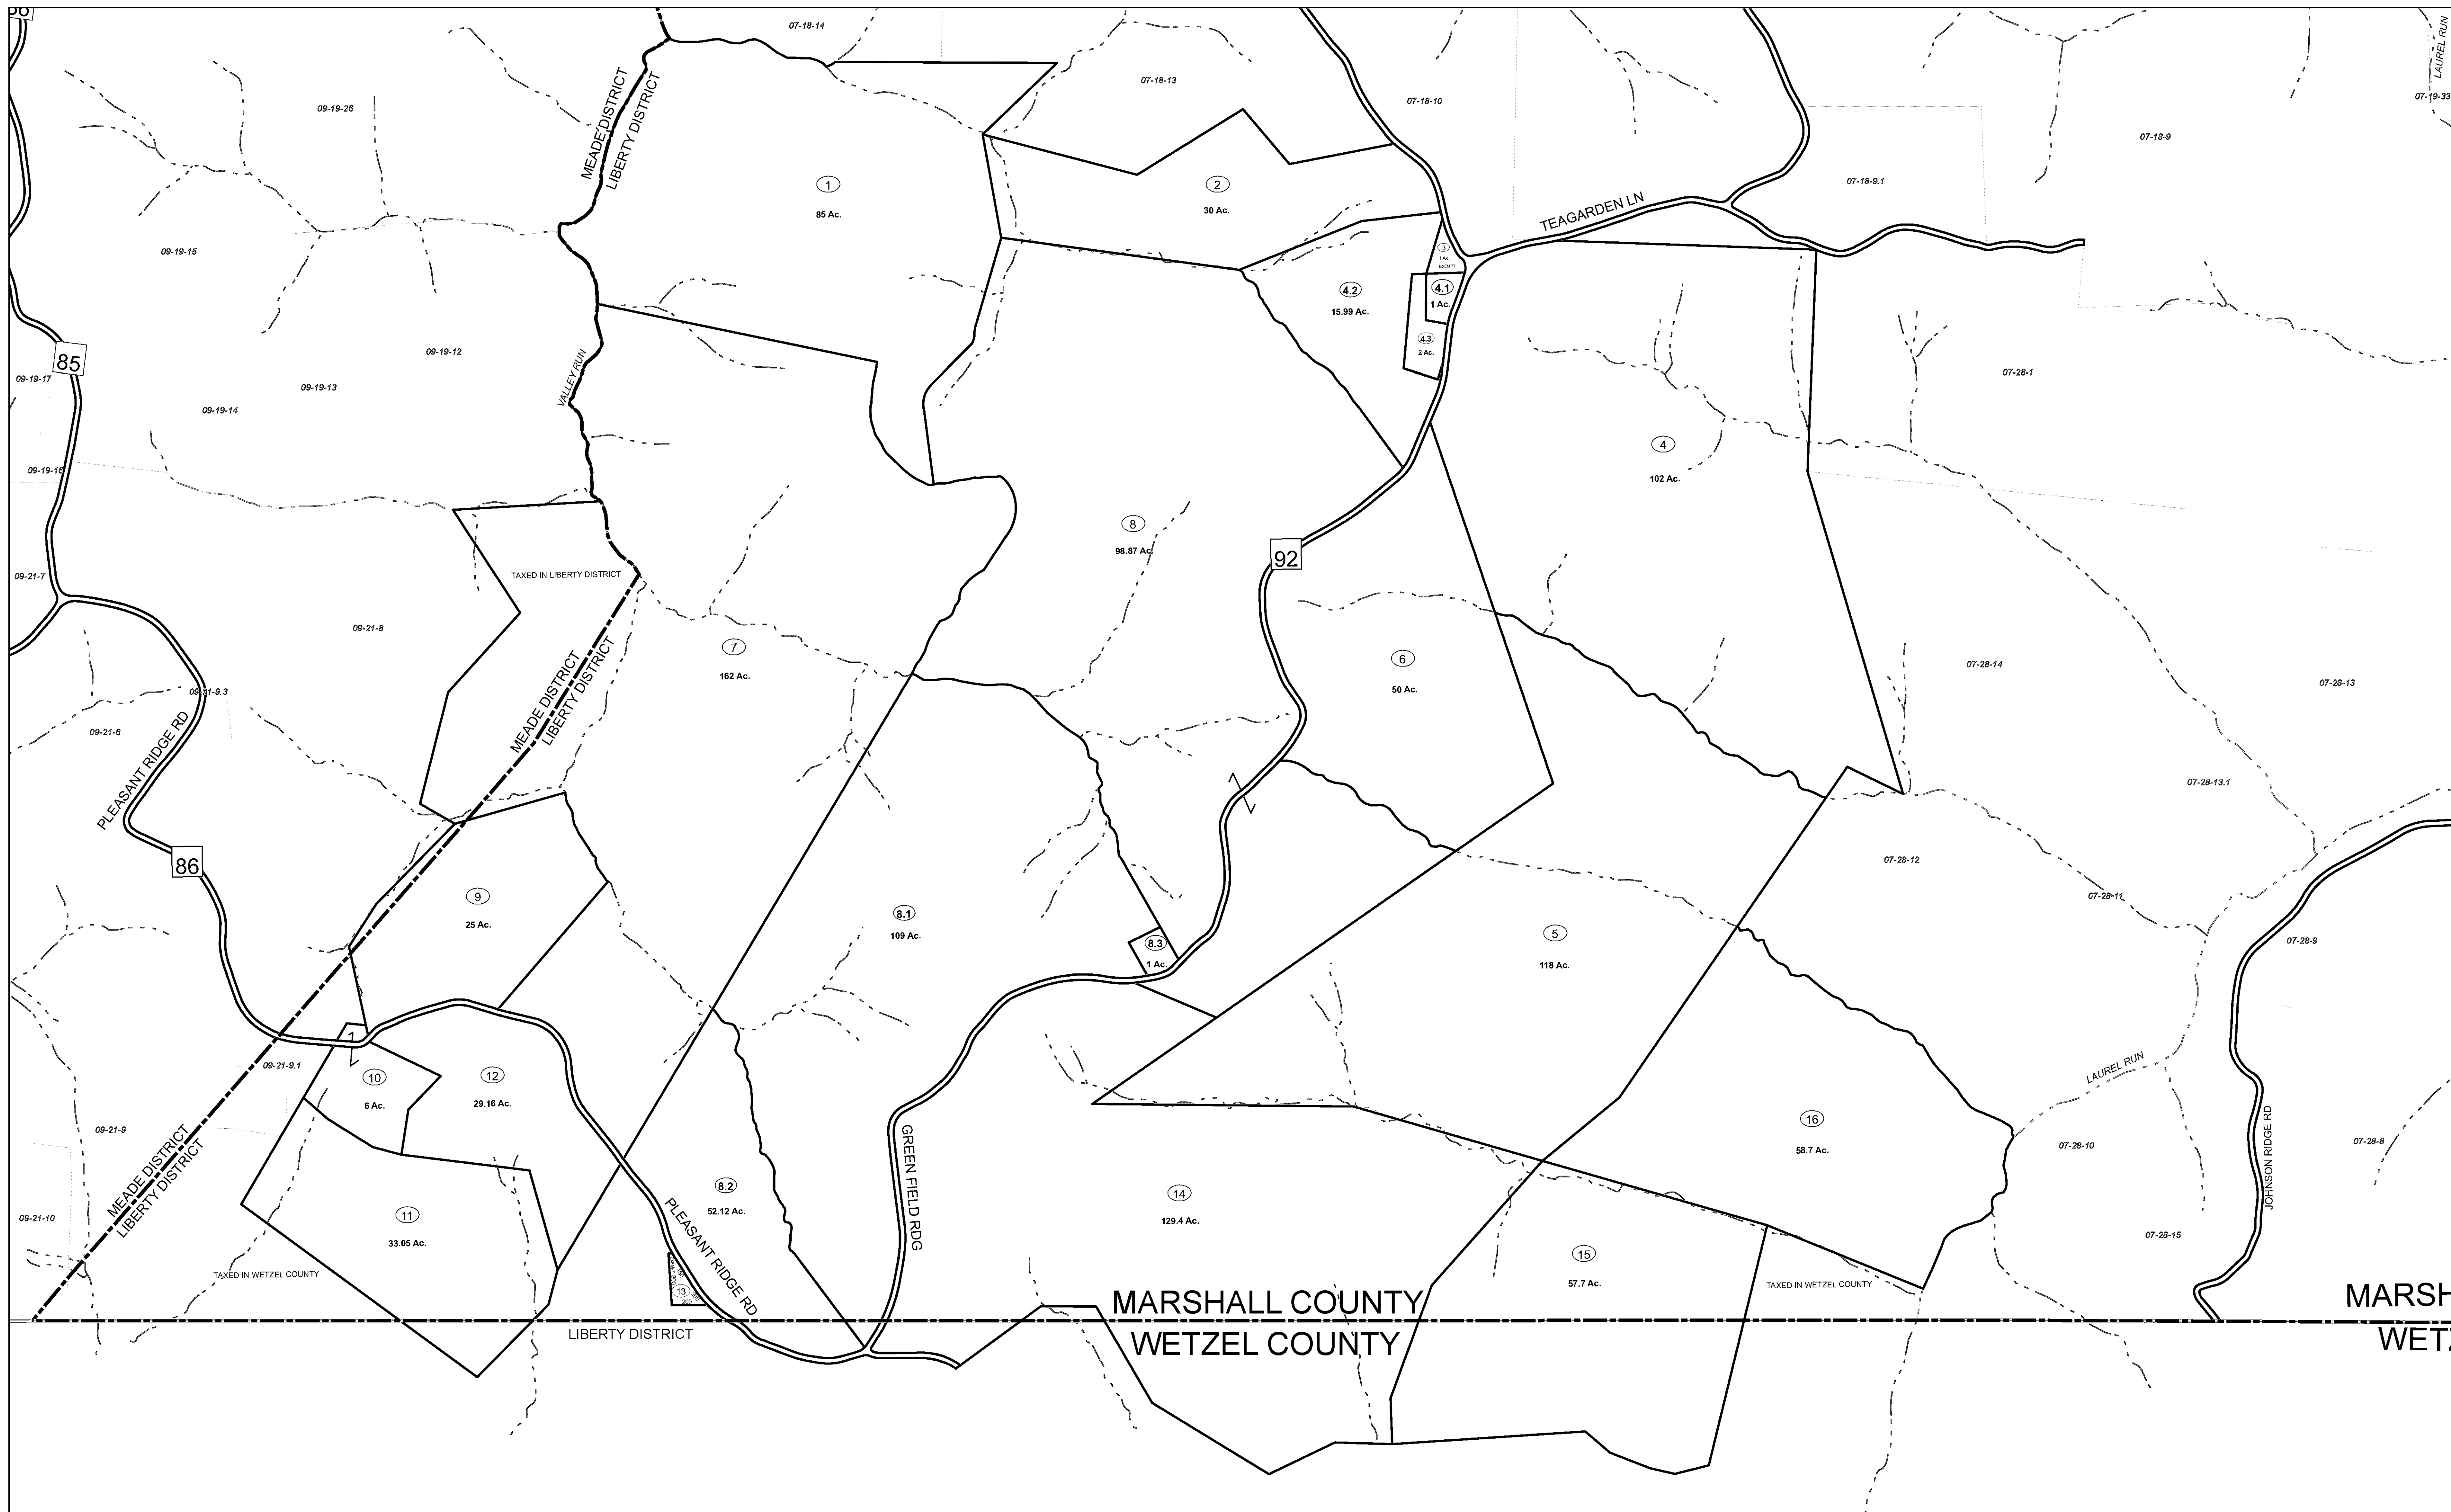 07-18-14
LAUREL RUN
07-18-13
07-18-10
09-19-26
MEADE DISTRICT
LIBERTY DISTRICT
07-19-33
07-18-9
1
85 Ac.
2
30 Ac.
07-18-9.1
TEAGARDEN LN
09-19-15
3
1 Ac.
4.1
1 Ac.
4.2
15.99 Ac.
4.3
2 Ac.
85
09-19-12
VALLEY RUN
09-19-17
09-19-13
09-19-14
07-28-1
4
102 Ac.
09-19-16
8
98.87 Ac.
92
09-21-7
TAXED IN LIBERTY DISTRICT
09-21-8
7
162 Ac.
6
50 Ac.
07-28-14
07-28-13
09-21-9.3
MEADE DISTRICT
LIBERTY DISTRICT
09-21-6
PLEASANT RIDGE RD
07-28-13.1
86
07-28-12
9
25 Ac.
07-28-11
8.1
109 Ac.
5
118 Ac.
8.3
1 Ac.
07-28-9
09-21-9.1
10
6 Ac.
12
29.16 Ac.
LAUREL RUN
09-21-9
MEADE DISTRICT
LIBERTY DISTRICT
GREEN FIELD RDG
16
58.7 Ac.
JOHNSON RIDGE RD
07-28-10
07-28-8
8.2
52.12 Ac.
14
129.4 Ac.
09-21-10
11
33.05 Ac.
PLEASANT RIDGE RD
07-28-15
15
57.7 Ac.
TAXED IN WETZEL COUNTY
TAXED IN WETZEL COUNTY
13
200
MARSHALL COUNTY
WETZEL COUNTY
LIBERTY DISTRICT
MARSH
WETZ